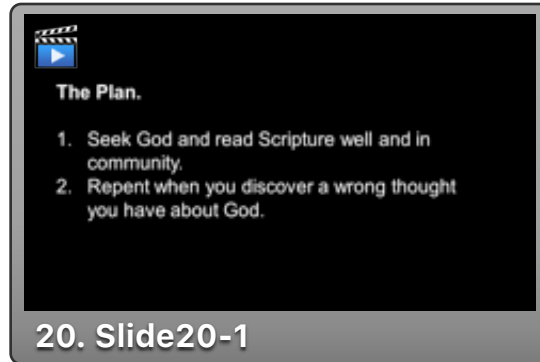 The Plan.
1. Seek God and read Scripture well and in
community.
2. Repent when you discover a wrong thought
you have about God.
20. Slide20-1